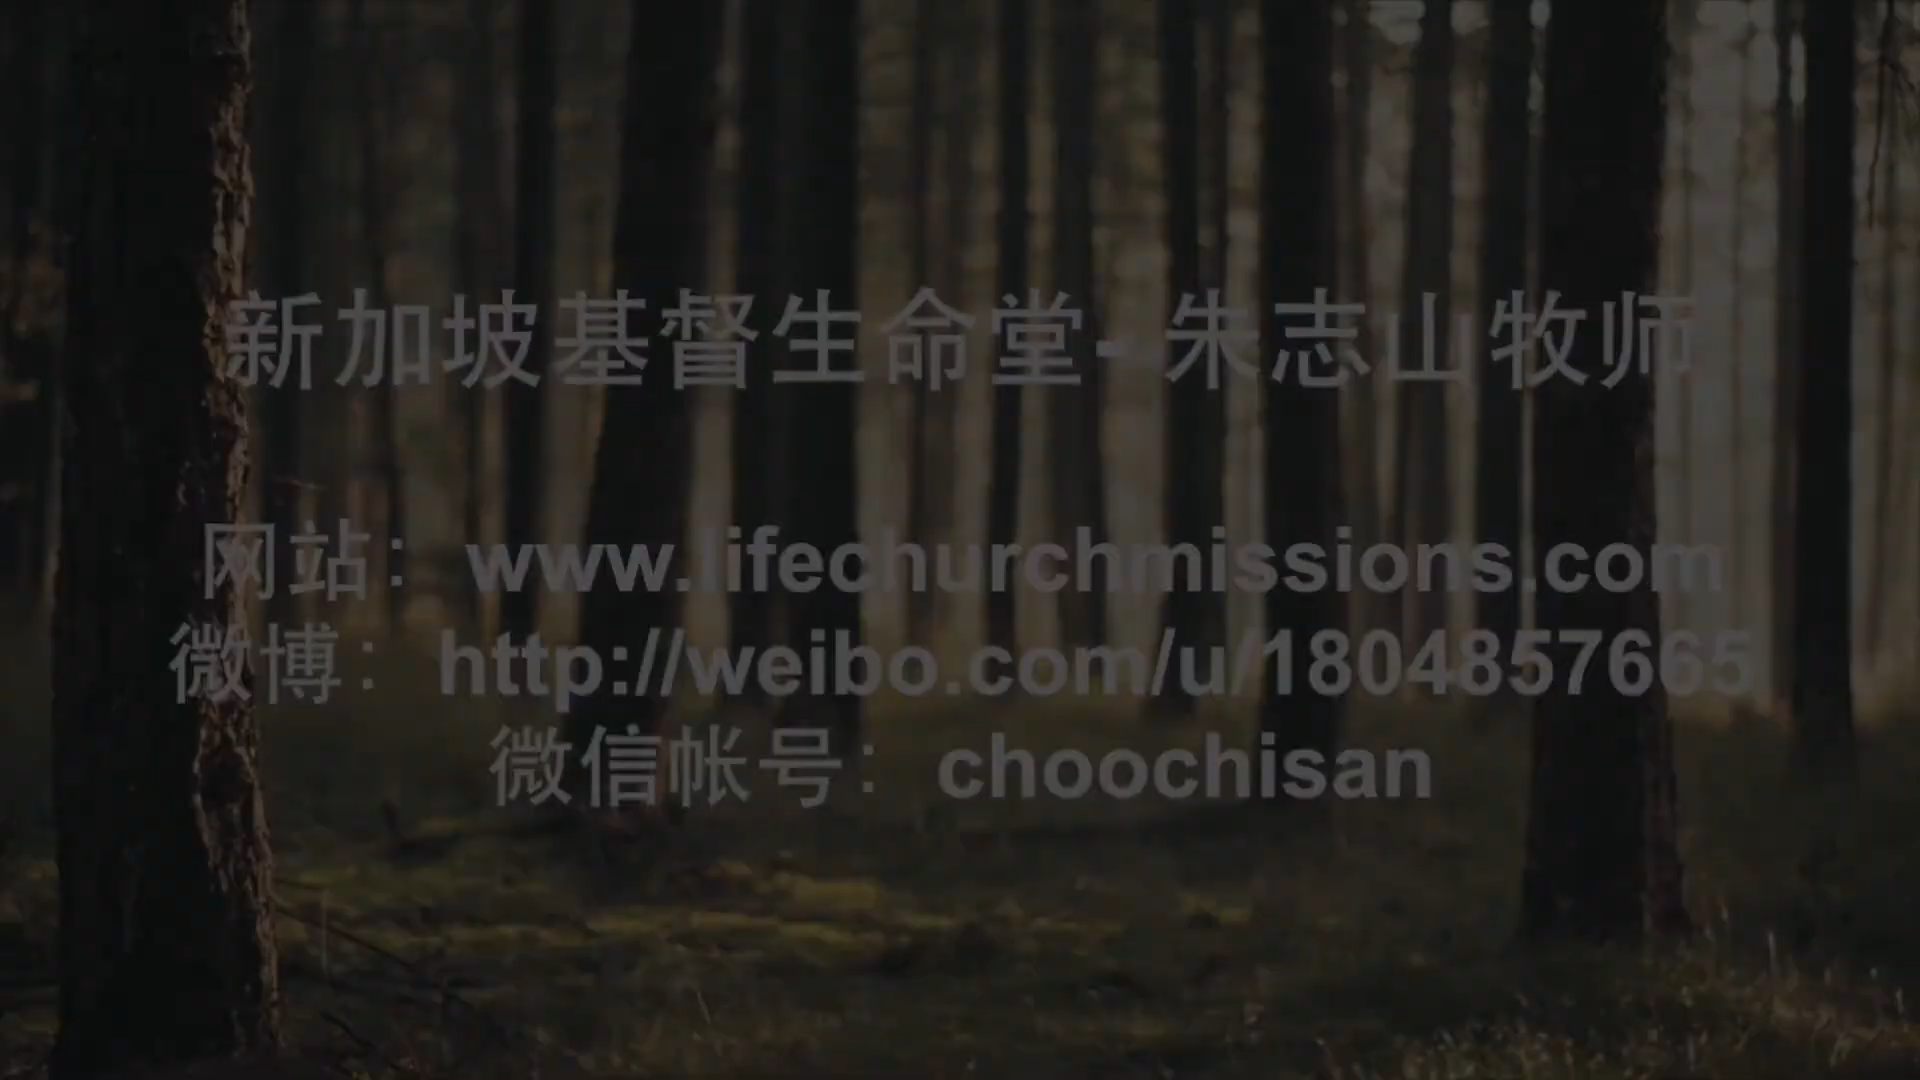 新加坡基督生命堂- 朱志山牧师
网站：www.lifechurchmissions.com
微博：http://weibo.com/u/1804857665
微信帐号：choochisan